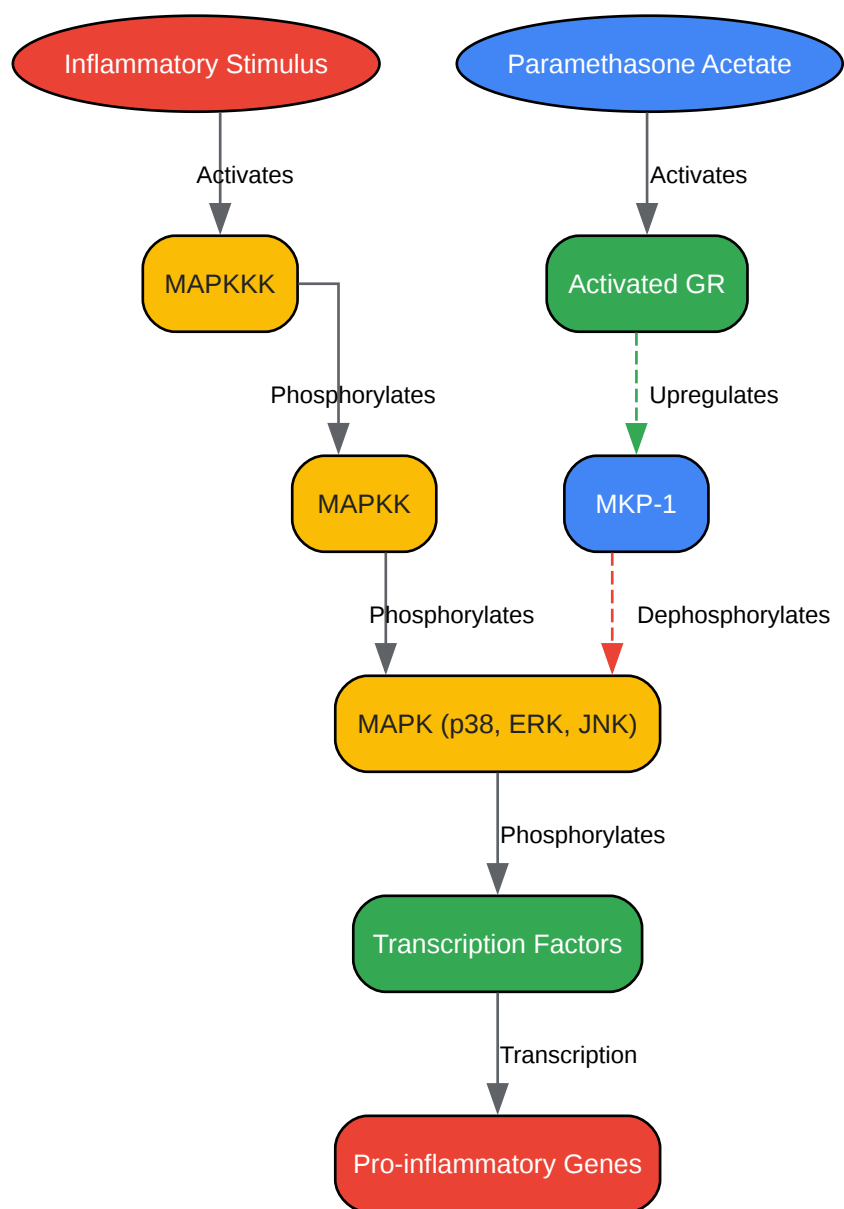 Inflammatory Stimulus
Paramethasone Acetate
Activates
Activates
MAPKKK
Activated GR
Phosphorylates
Upregulates
MAPKK
MKP-1
Phosphorylates
Dephosphorylates
MAPK (p38, ERK, JNK)
Phosphorylates
Transcription Factors
Transcription
Pro-inflammatory Genes